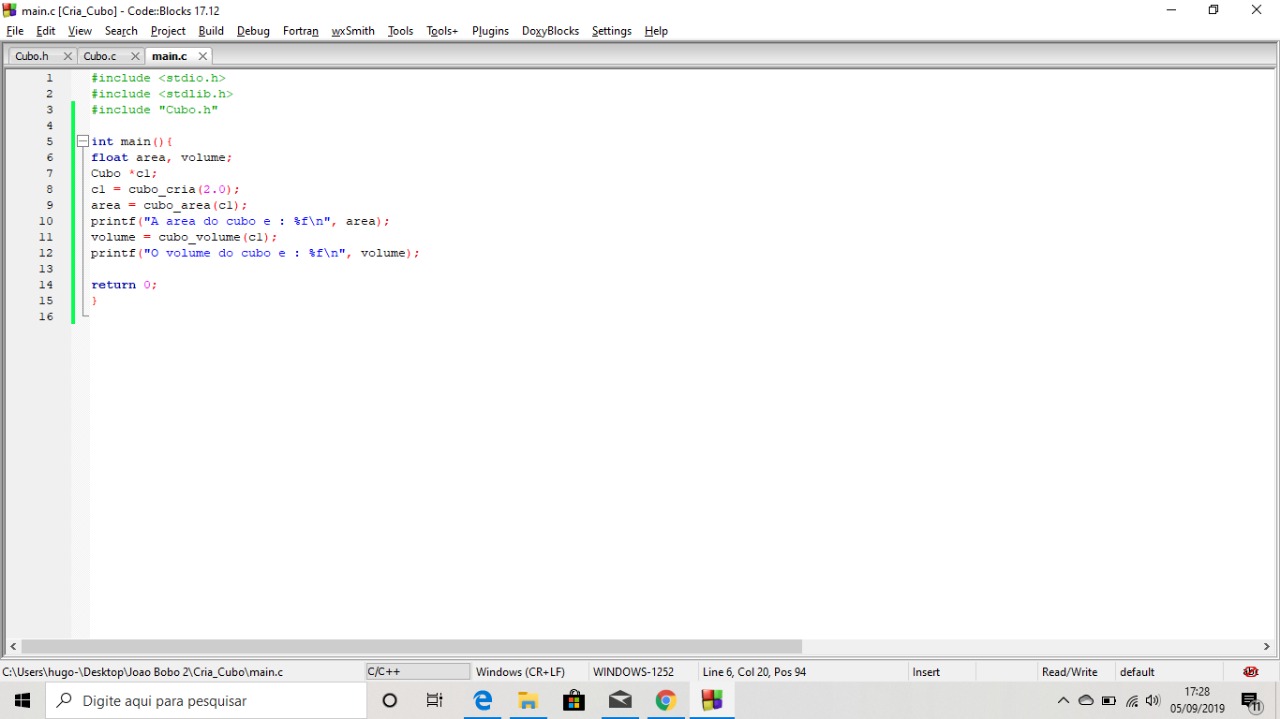 main.c [Cria_Cubo] - Code::Blocks 17.12
File Edit View Search Project Build Debug Fortran wxSmith Tools Tools+ Plugins DoxyBlocks Settings Help
Cubo.h Cubo.c main.c
1 #include <stdio.h>
2 #include <stdlib.h>
3 #include "Cubo.h"
4
5 int main(){
6 float area, volume;
7 Cubo *c1;
8 c1 = cubo_cria(2.0);
9 area = cubo_area(c1);
10 printf("A area do cubo e : %f\n", area);
11 volume = cubo_volume(c1);
12 printf("O volume do cubo e : %f\n", volume);
13
14 return 0;
15 }
16
C:\Users\hugo-\Desktop\Joao Bobo 2\Cria_Cubo\main.c C/C++ Windows (CR+LF) WINDOWS-1252 Line 6, Col 20, Pos 94 Insert Read/Write default
Digite aqui para pesquisar
17:28
05/09/2019
11